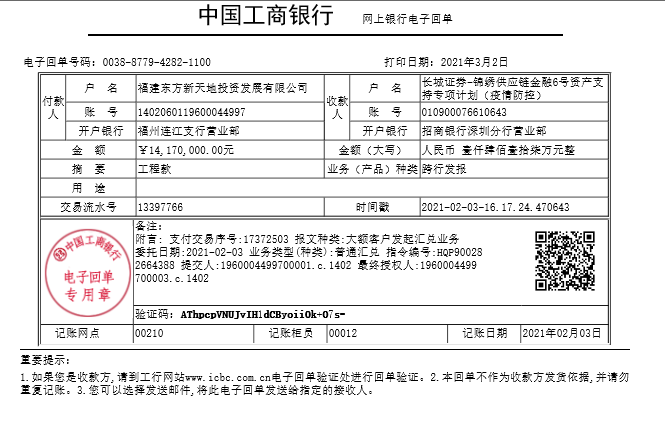 中国工商银行 网上银行电子回单
电子回单号码: 0038-8779-4282-1100 打印日期: 2021年3月2日
付款人 户 名 福建东方新天地投资发展有限公司 收款人 户 名 长城证券-锦绣供应链金融6号资产支持专项计划（疫情防控）
账 号 1402060119600044997 账 号 010900076610643
开户银行 福州连江支行营业部 开户银行 招商银行深圳分行营业部
金 额 ￥14,170,000.00元 金额（大写） 人民币 壹仟肆佰壹拾柒万元整
摘 要 工程款 业务（产品）种类 跨行发报
用 途
交易流水号 13397766 时间戳 2021-02-03-16.17.24.470643
中国工商银行
电子回单
专用章
备注:
附言: 支付交易序号:17372503 报文种类:大额客户发起汇兑业务
委托日期:2021-02-03 业务类型(种类):普通汇兑 指令编号:HQP90028
2664388 提交人:1960004499700001.c.1402 最终授权人:1960004499
700003.c.1402
验证码: AThpcpVNUJvIH1dCByoiiOk+O7s=
记账网点 00210 记账柜员 00012 记账日期 2021年02月03日
重要提示:
1.如果您是收款方,请到工行网站www.icbc.com.cn电子回单验证处进行回单验证。2.本回单不作为收款方发货依据,并请勿
重复记账。3.您可以选择发送邮件,将此电子回单发送给指定的接收人。